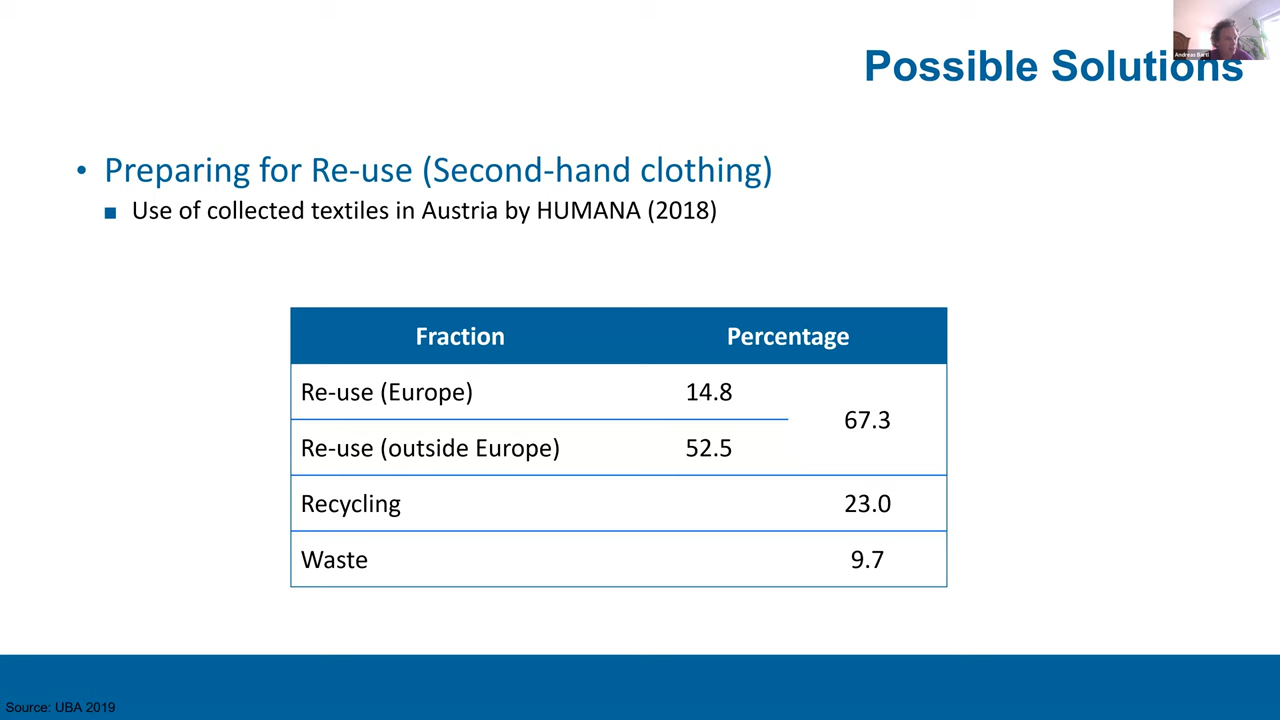 Andreas Bartl
Possible Solutions
• Preparing for Re-use (Second-hand clothing)
■ Use of collected textiles in Austria by HUMANA (2018)
Fraction Percentage
Re-use (Europe) 14.8
67.3
Re-use (outside Europe) 52.5
Recycling 23.0
Waste 9.7
Source: UBA 2019